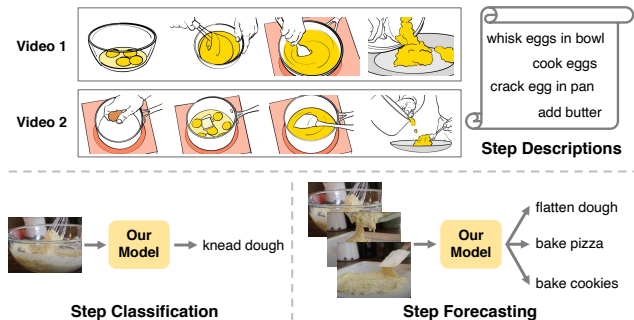 Video 1
Video 2
whisk eggs in bowl
cook eggs
crack egg in pan
add butter
Step Descriptions
Our
Model
knead dough
Step Classification
Our
Model
flatten dough
bake pizza
bake cookies
Step Forecasting